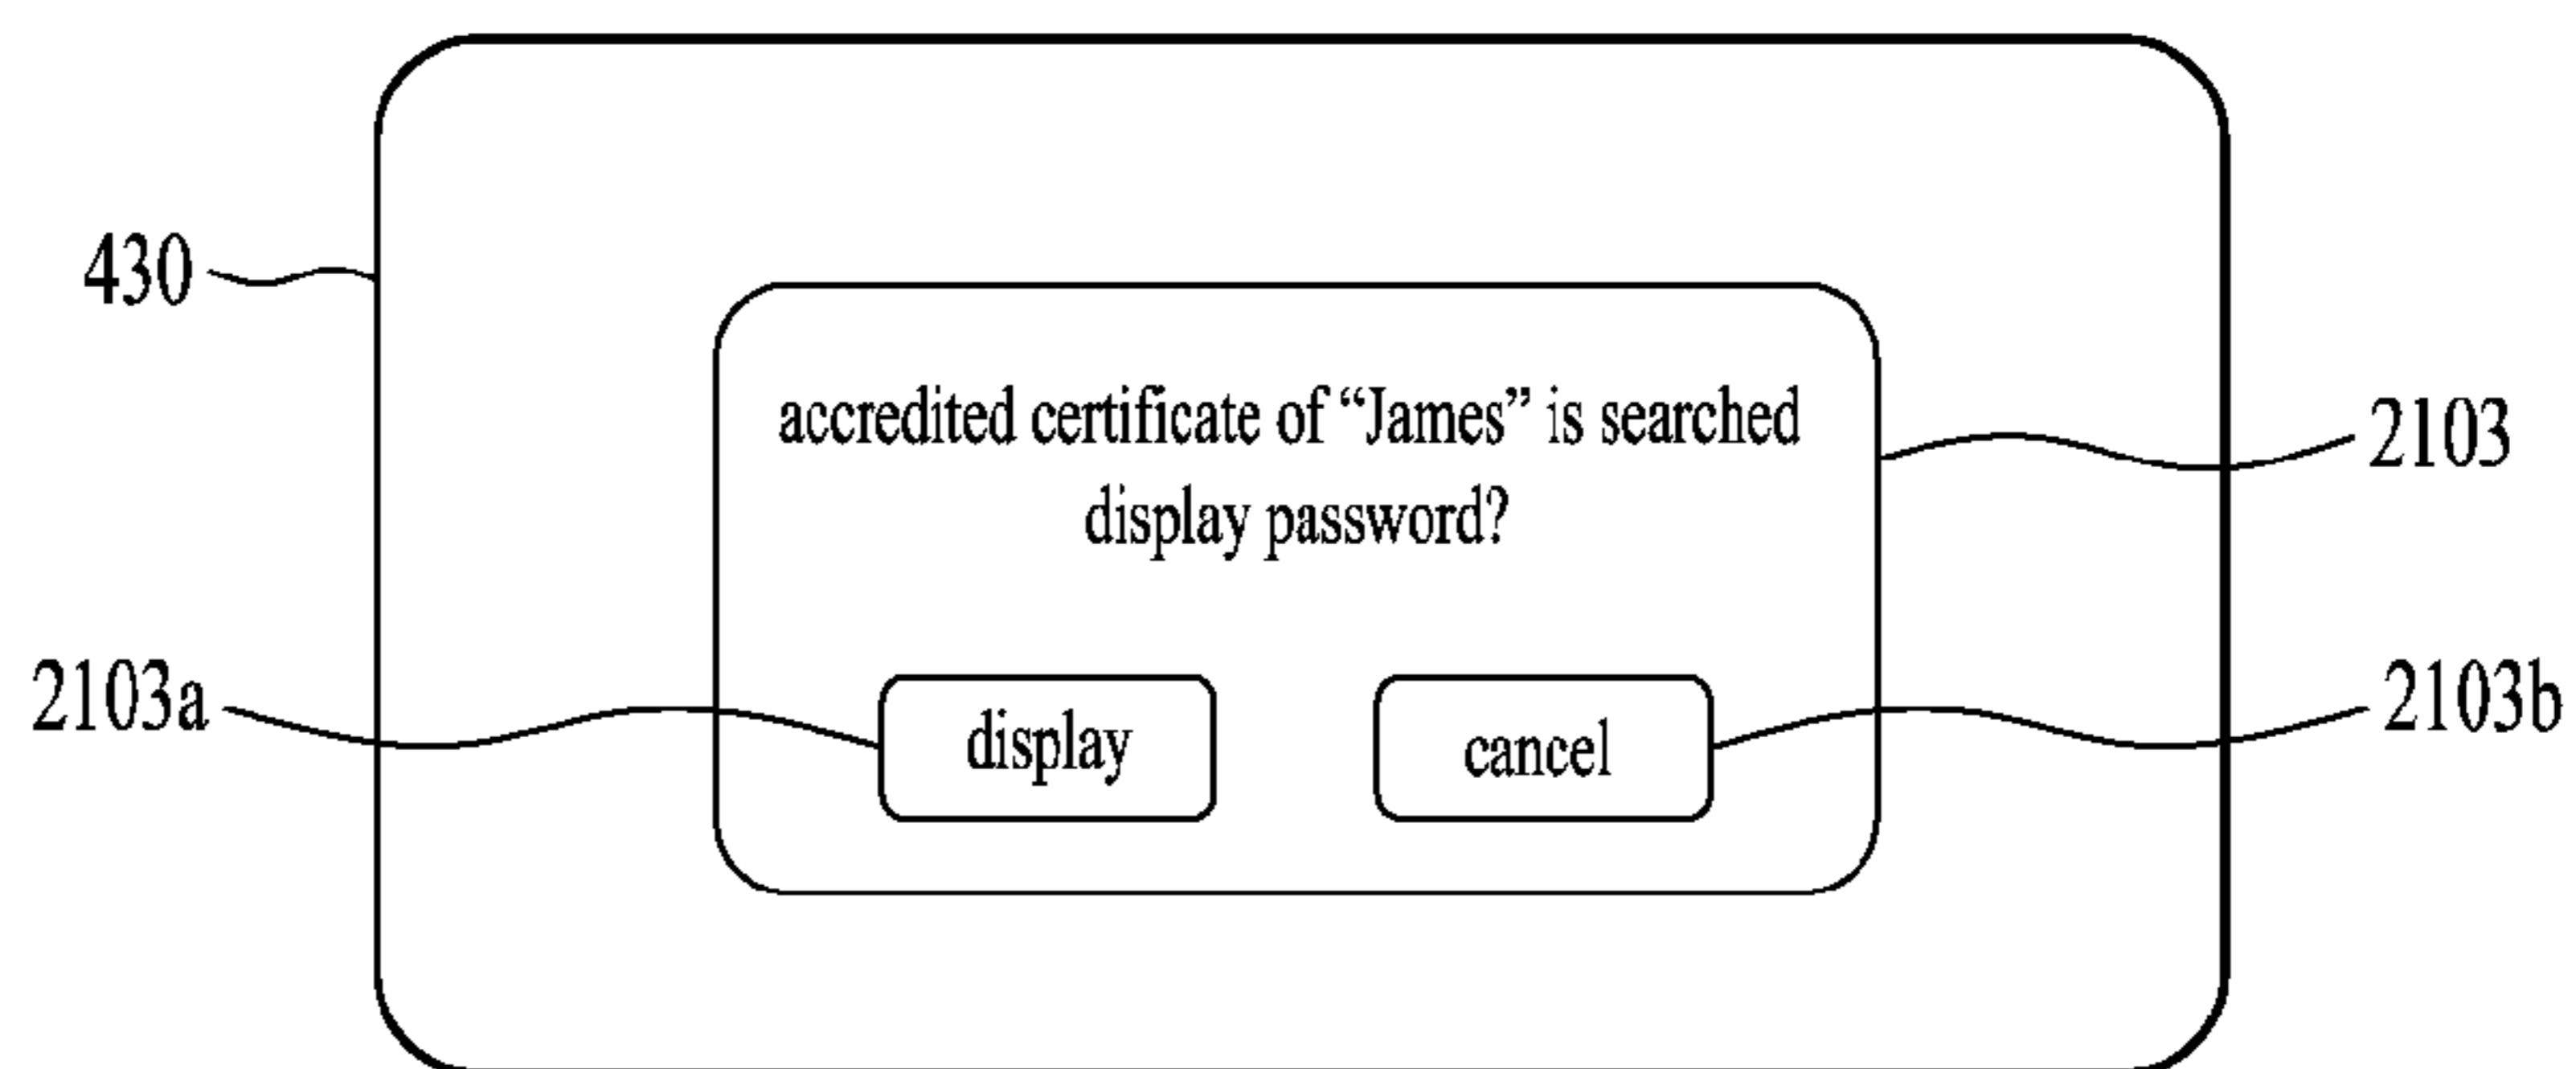 430
accredited certificate of “James” is searched
display password?
2103
2103a
display
cancel
2103b